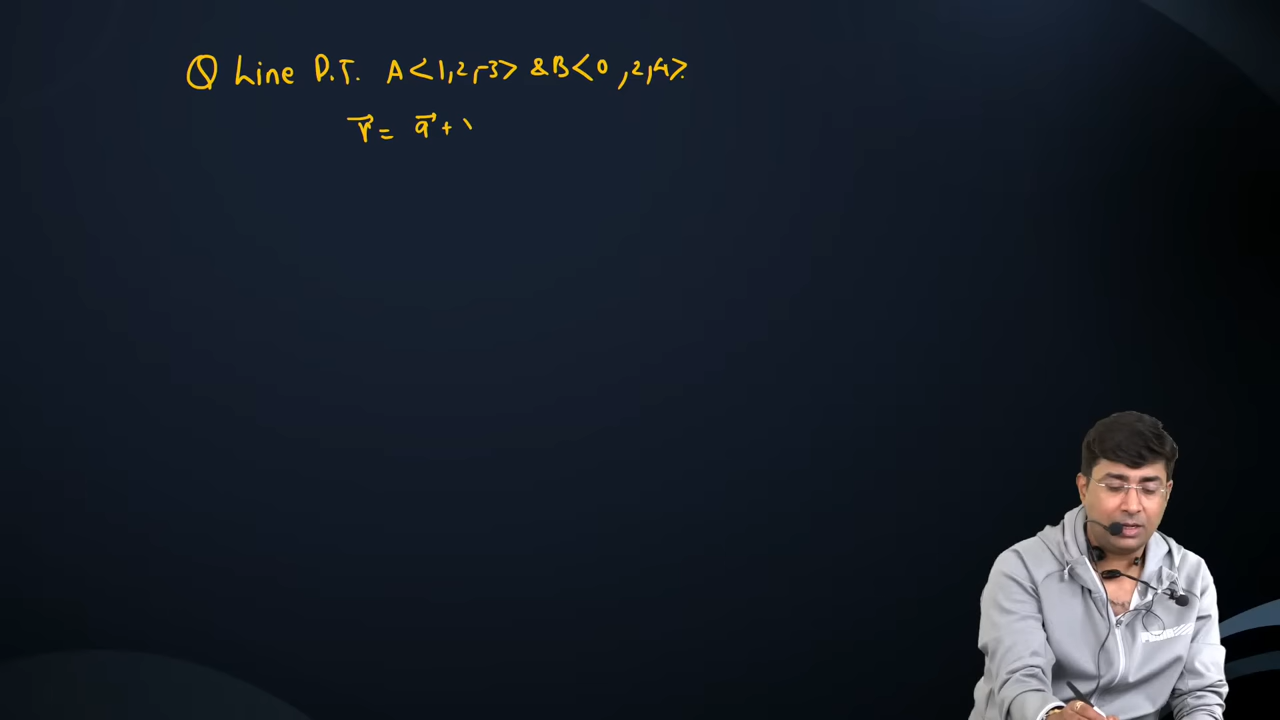 Q Line P.T. A<1,2,-3> & B<0,2,4>.
r⃗ = a⃗ + \